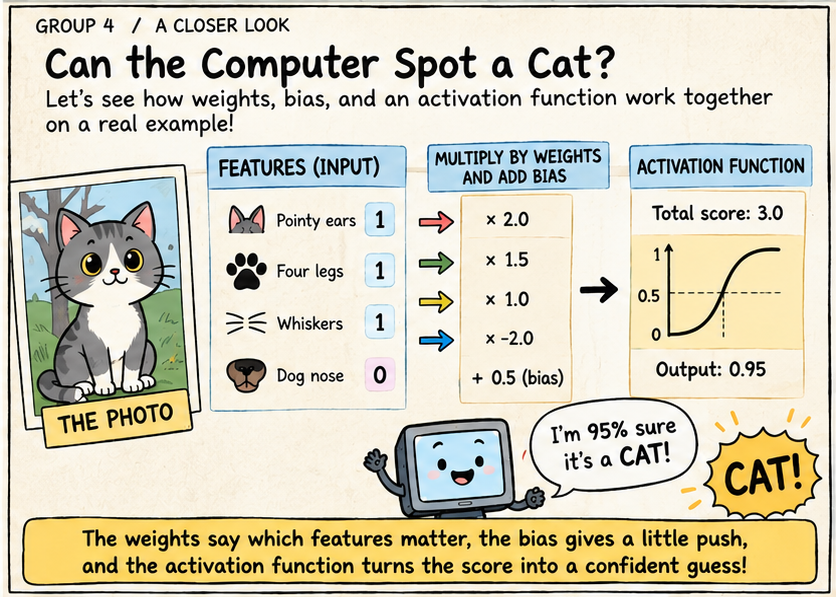 GROUP 4 / A CLOSER LOOK
Can the Computer Spot a Cat?
Let's see how weights, bias, and an activation function work together
on a real example!
THE PHOTO
FEATURES (INPUT)
Pointy ears 1
Four legs 1
Whiskers 1
Dog nose 0
MULTIPLY BY WEIGHTS
AND ADD BIAS
× 2.0
× 1.5
× 1.0
× -2.0
+ 0.5 (bias)
ACTIVATION FUNCTION
Total score: 3.0
1
0.5
0
Output: 0.95
I'm 95% sure
it's a CAT!
CAT!
The weights say which features matter, the bias gives a little push,
and the activation function turns the score into a confident guess!